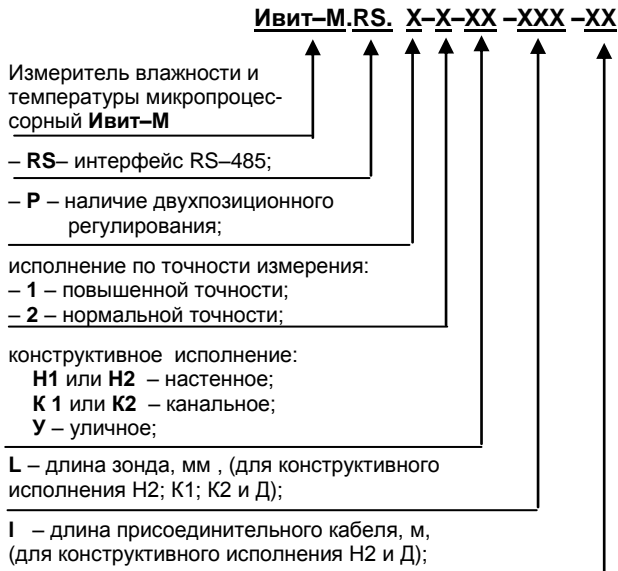 Ивит–М.RS. Х–Х–ХХ –ХХХ –ХХ
Измеритель влажности и
температуры микропроцес-
сорный Ивит–М
– RS– интерфейс RS–485;
– Р – наличие двухпозиционного
регулирования;
исполнение по точности измерения:
– 1 – повышенной точности;
– 2 – нормальной точности;
конструктивное исполнение:
Н1 или Н2 – настенное;
К 1 или К2 – канальное;
У – уличное;
L – длина зонда, мм , (для конструктивного
исполнения Н2; К1; К2 и Д);
l – длина присоединительного кабеля, м,
(для конструктивного исполнения Н2 и Д);